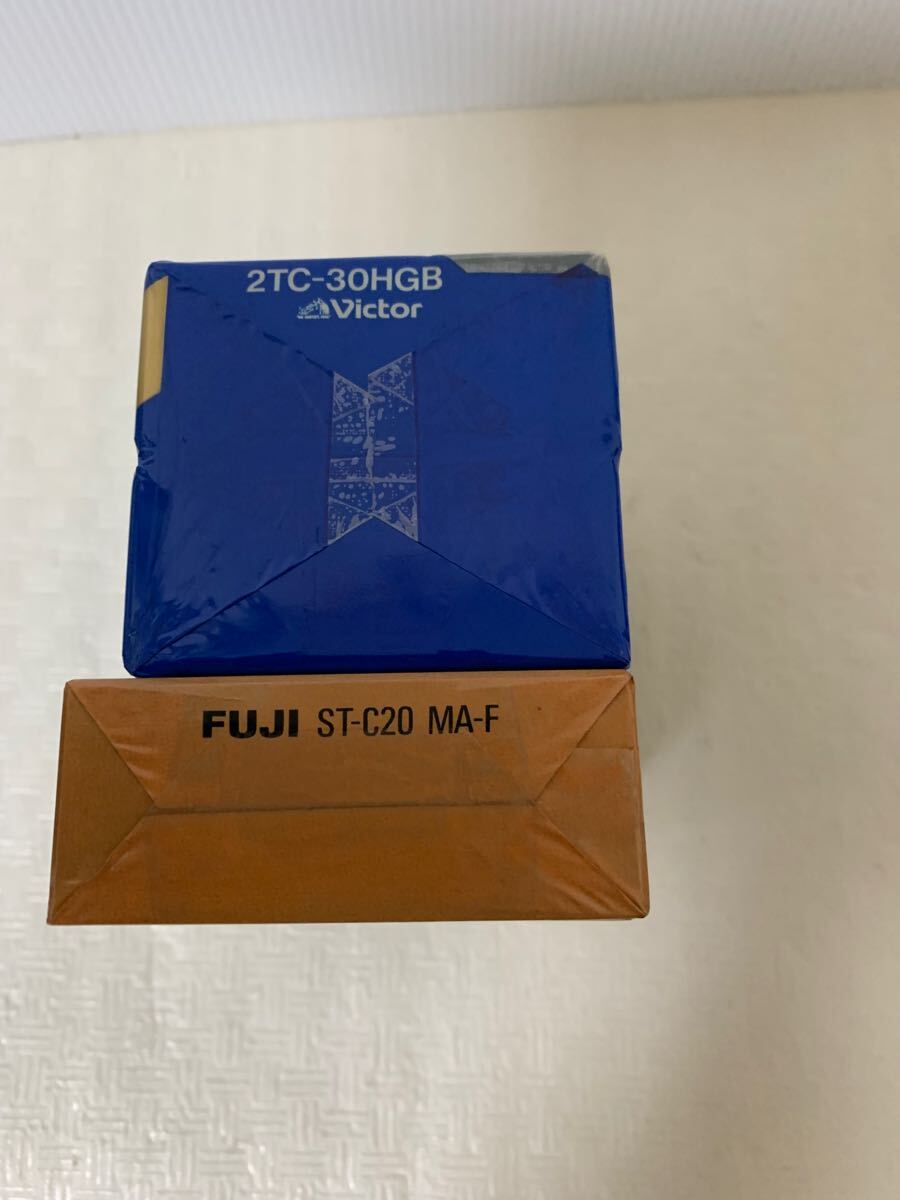 2TC-30HGB
Victor
FUJI ST-C20 MA-F